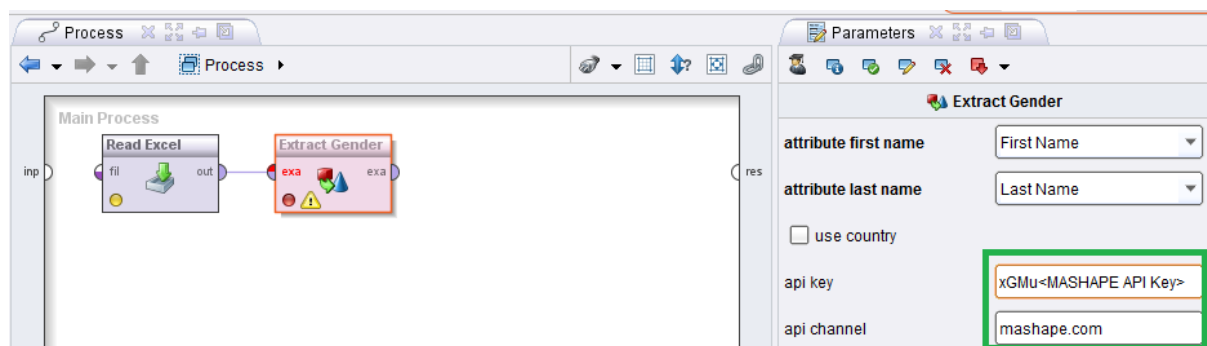 Process
Process
Main Process
Read Excel
inp
fil
out
Extract Gender
exa
exa
res
Parameters
Extract Gender
attribute first name
First Name
attribute last name
Last Name
use country
api key
xGMu<MASHAPE API Key>
api channel
mashape.com